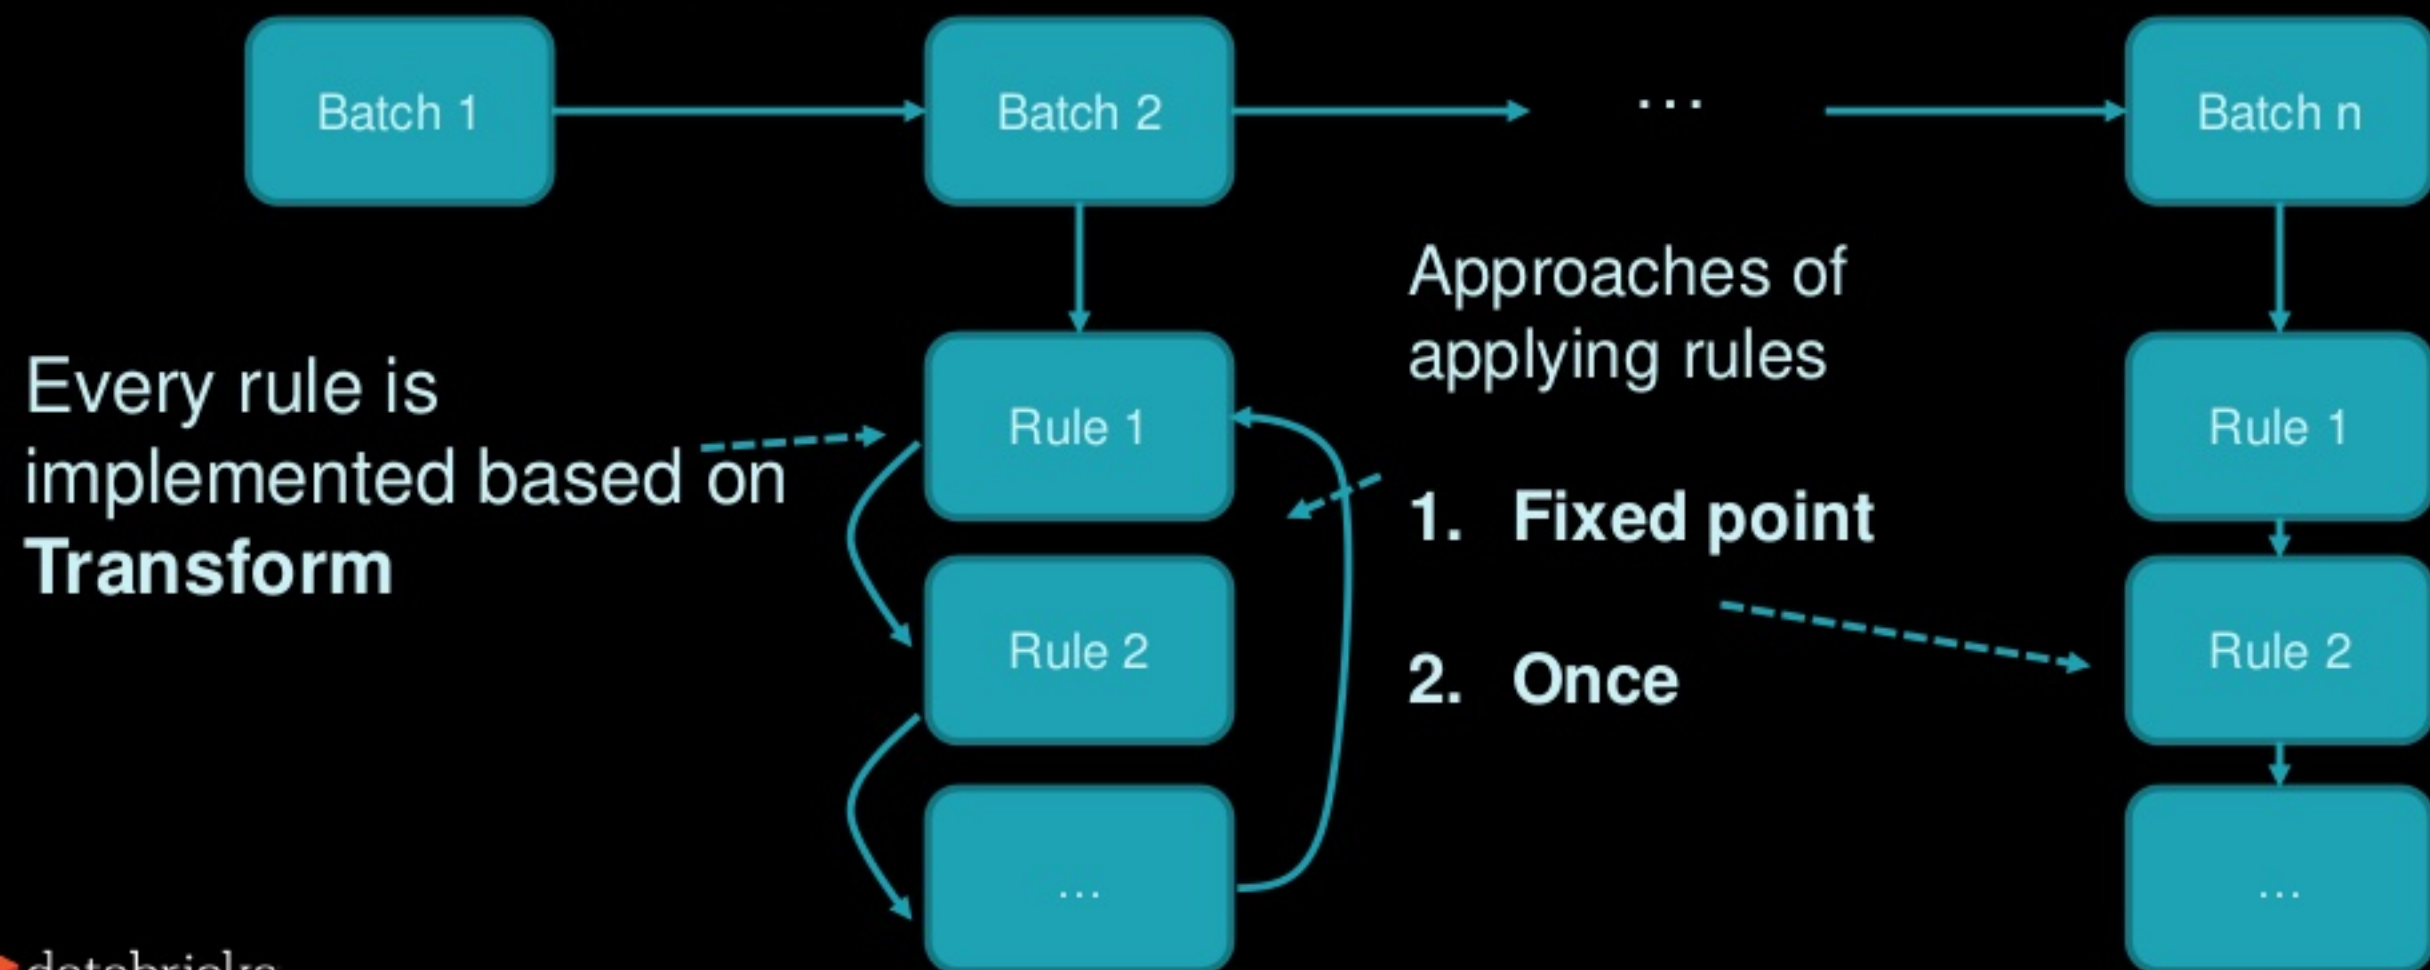 Batch 1
Batch 2
...
Batch n
Every rule is
implemented based on
Transform
Rule 1
Rule 2
...
Approaches of
applying rules
1. Fixed point
2. Once
Rule 1
Rule 2
...
databricks